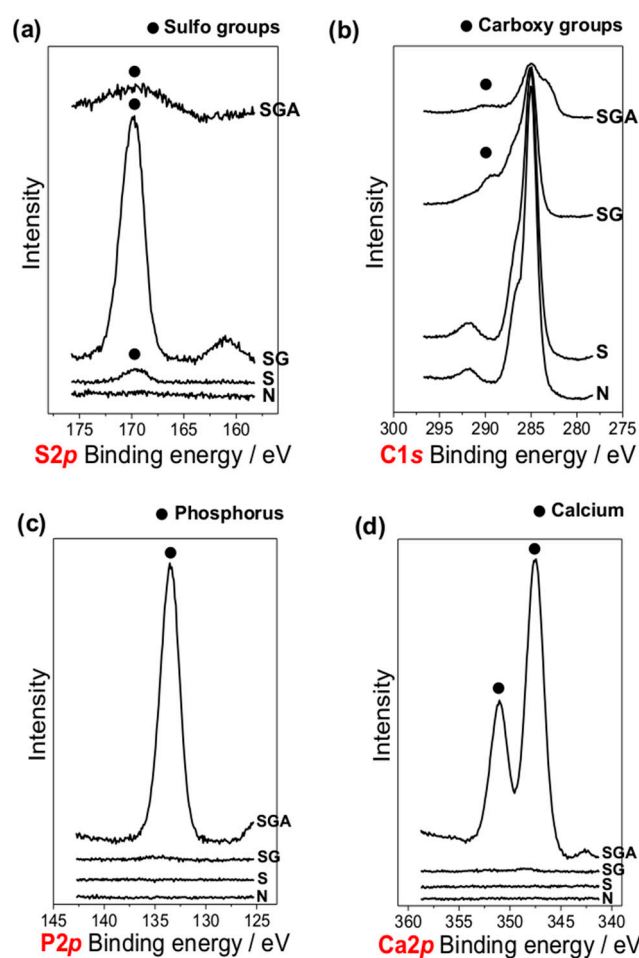 (a)
● Sulfo groups
SGA
SG
S
N
Intensity
175 170 165 160
S2p Binding energy / eV
(b)
● Carboxy groups
SGA
SG
S
N
Intensity
300 295 290 285 280 275
C1s Binding energy / eV
(c)
● Phosphorus
SGA
SG
S
N
Intensity
145 140 135 130 125
P2p Binding energy / eV
(d)
● Calcium
SGA
SG
S
N
Intensity
360 355 350 345 340
Ca2p Binding energy / eV